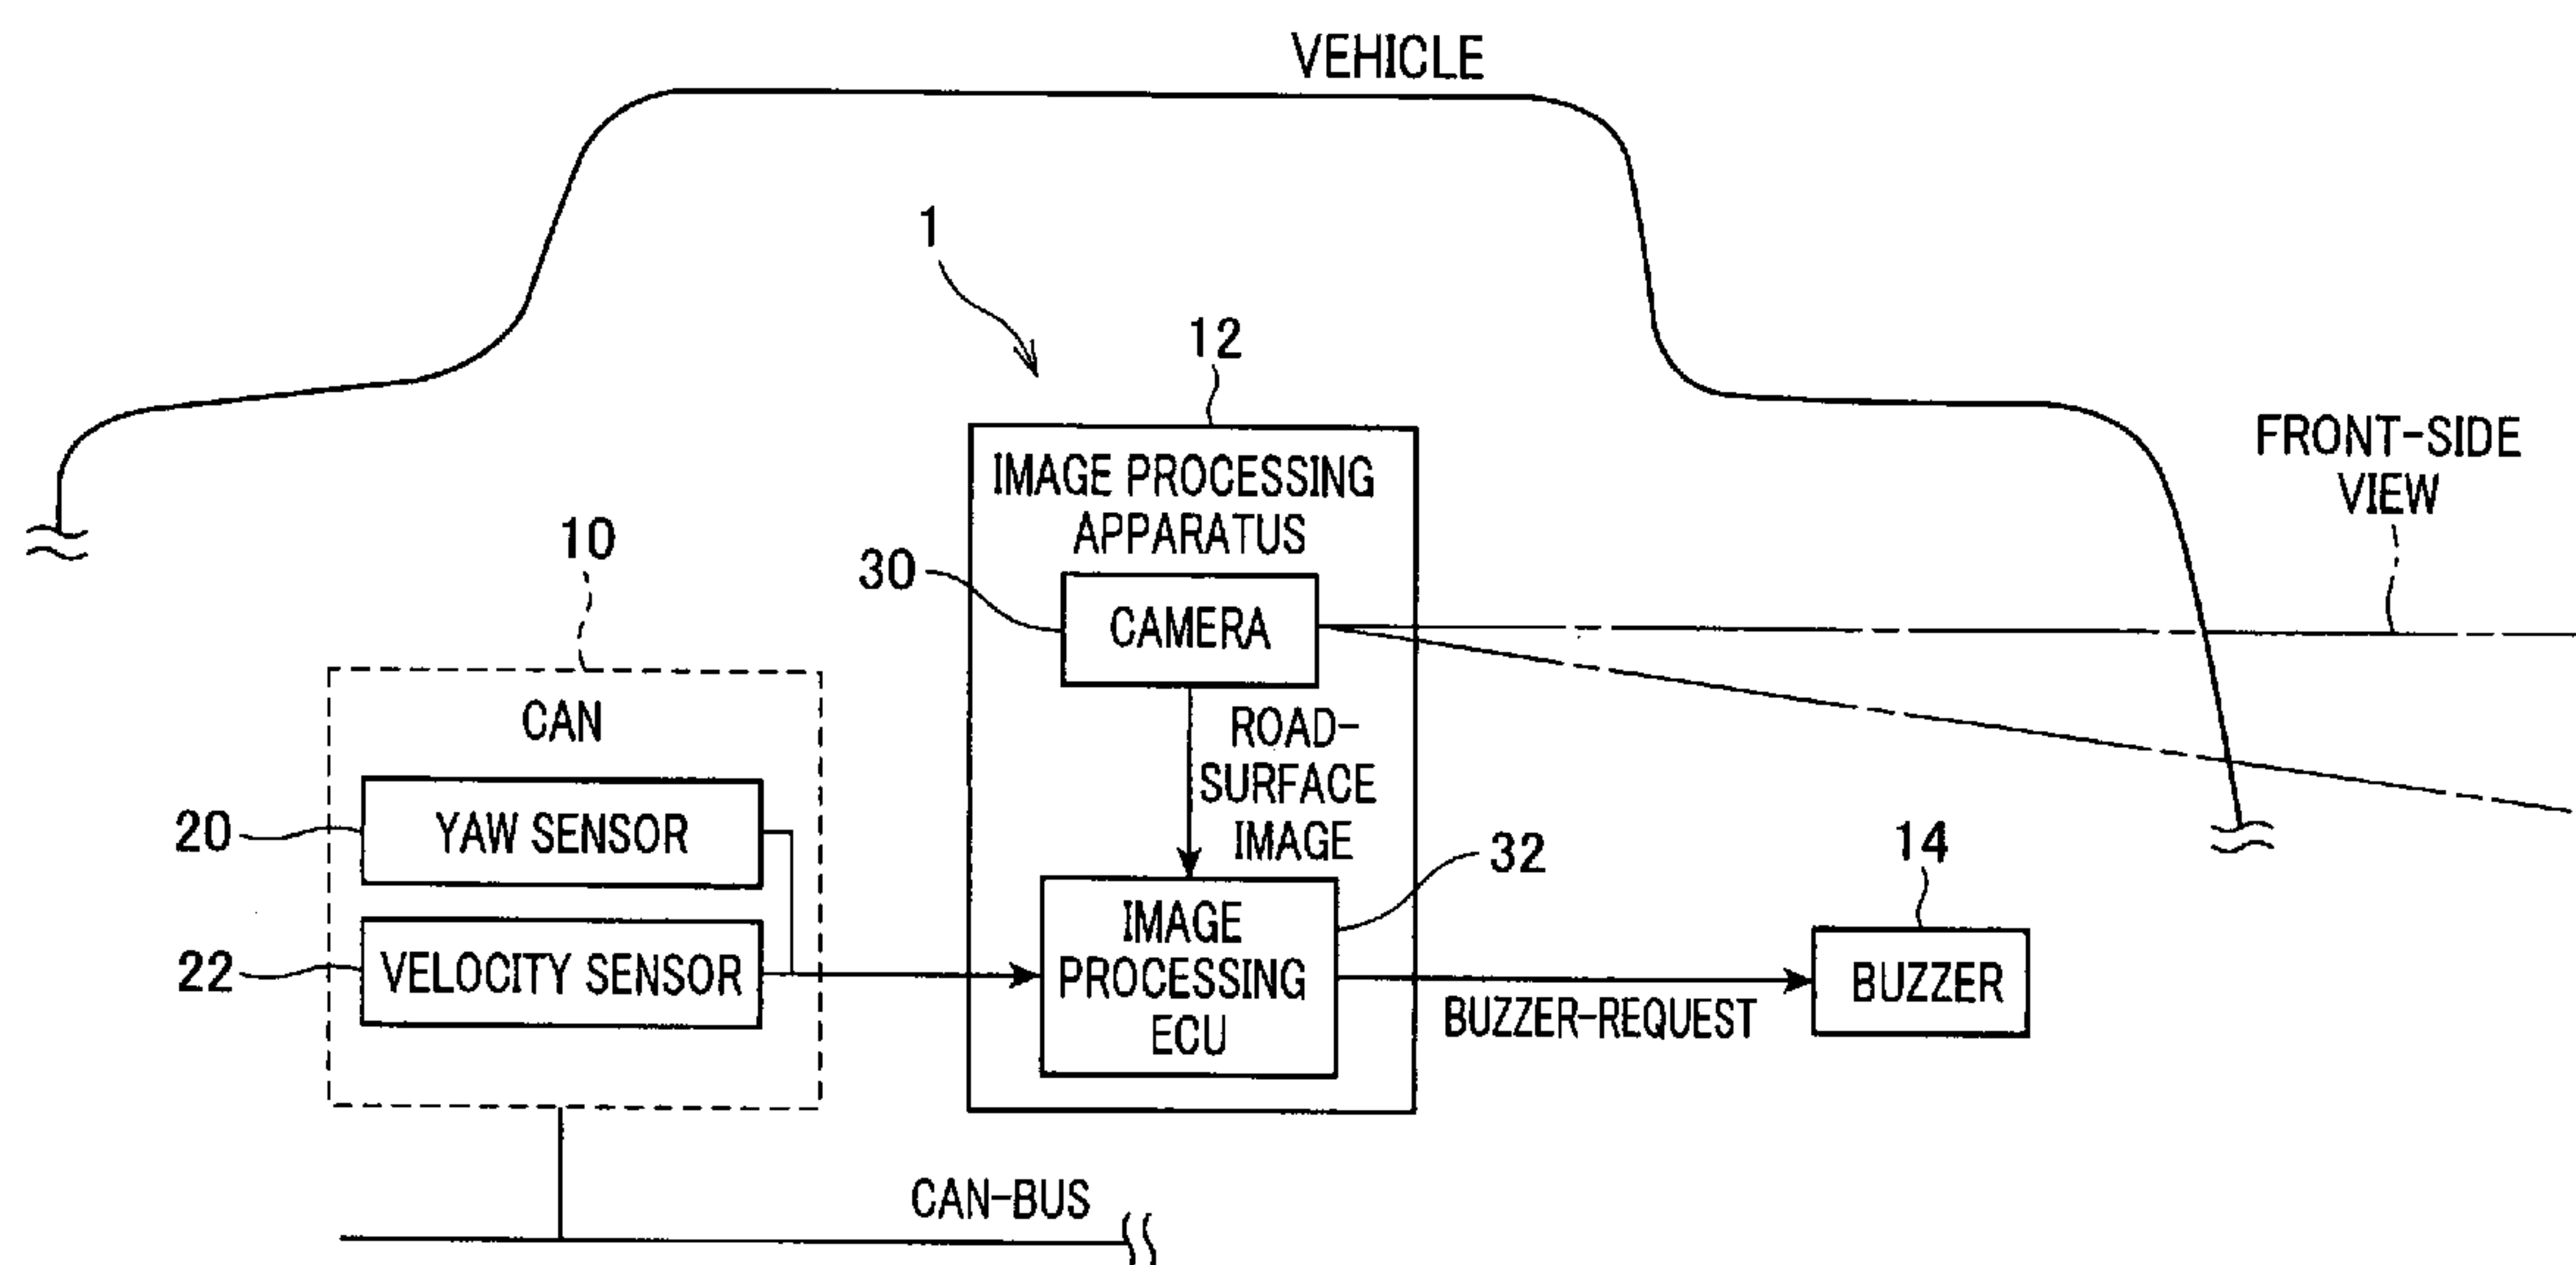 VEHICLE
1
12
FRONT-SIDE
VIEW
IMAGE PROCESSING
APPARATUS
10
30
CAMERA
CAN
ROAD-
SURFACE
IMAGE
20
YAW SENSOR
32
14
22
VELOCITY SENSOR
IMAGE
PROCESSING
ECU
BUZZER
BUZZER-REQUEST
CAN-BUS